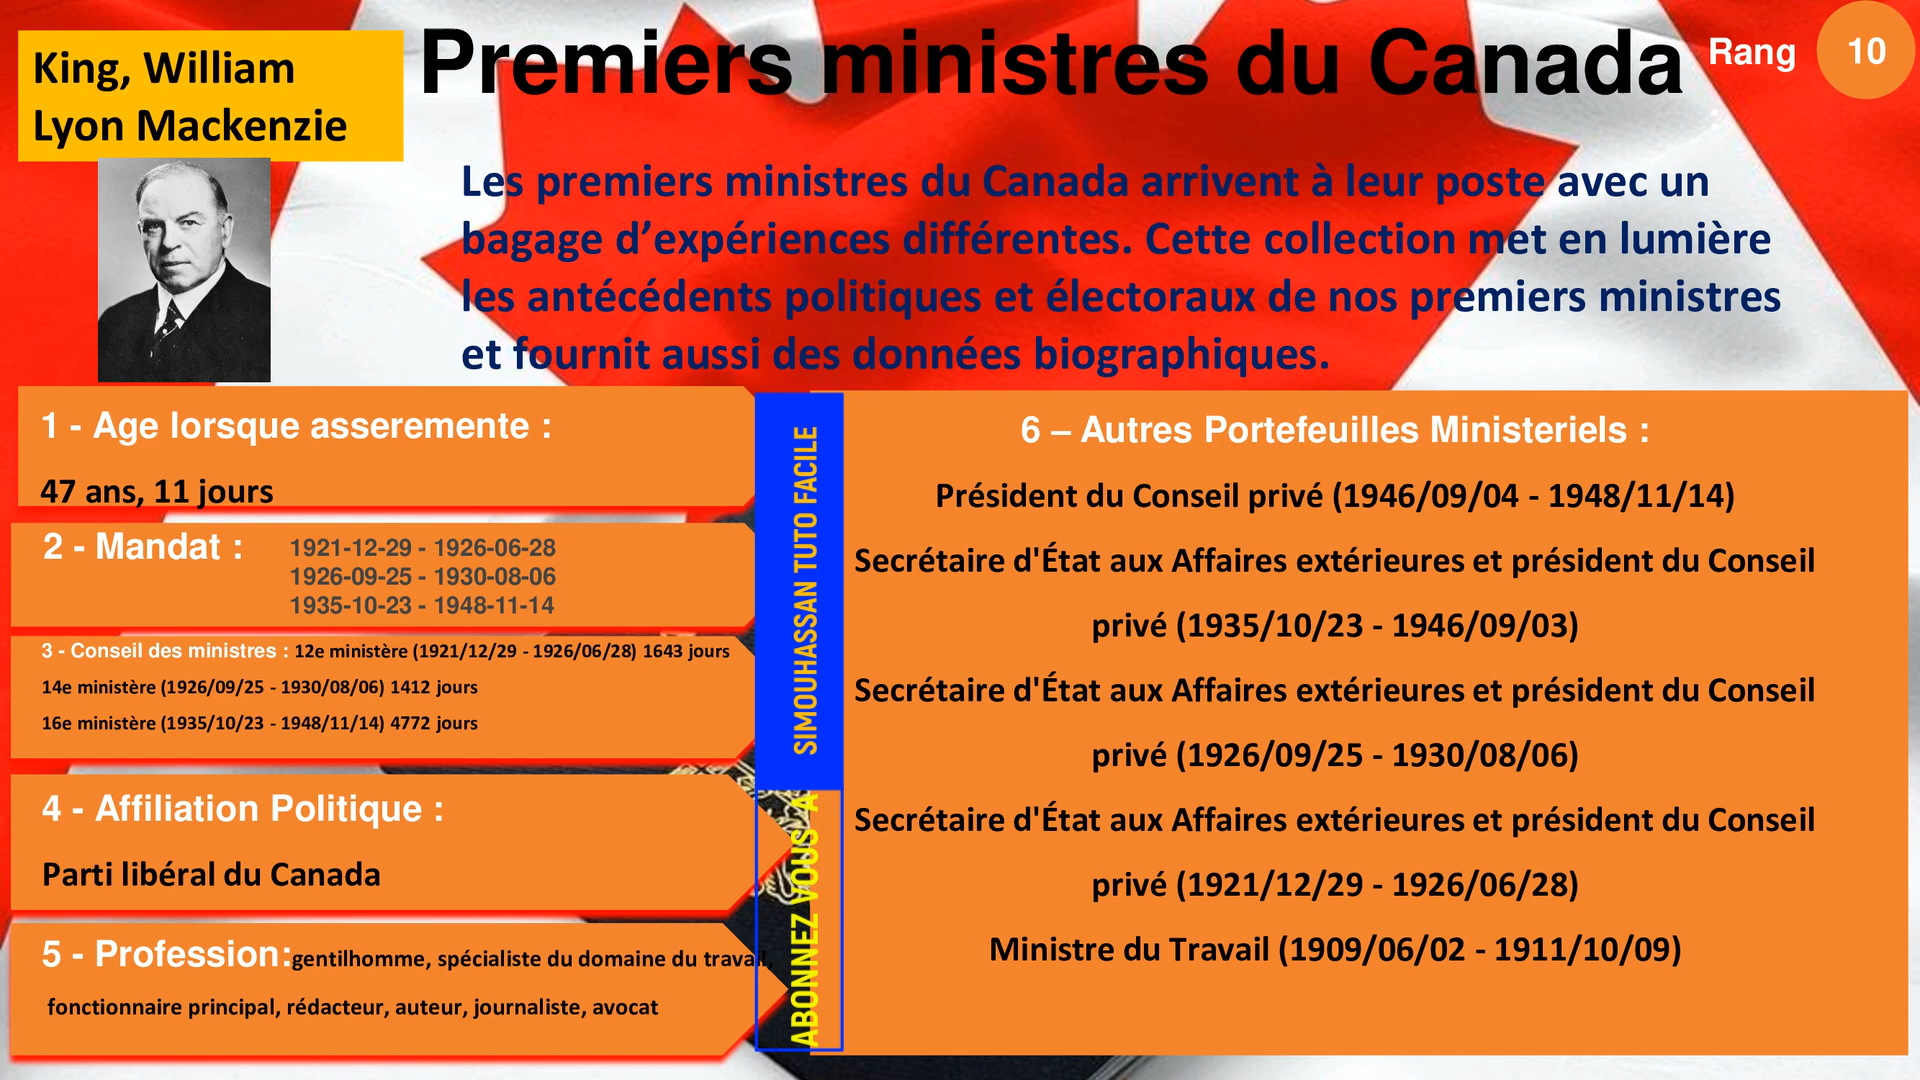 King, William
Lyon Mackenzie
Premiers ministres du Canada
Rang
10
Les premiers ministres du Canada arrivent à leur poste avec un
bagage d’expériences différentes. Cette collection met en lumière
les antécédents politiques et électoraux de nos premiers ministres
et fournit aussi des données biographiques.
1 - Age lorsque asseremente :
47 ans, 11 jours
2 - Mandat :
1921-12-29 - 1926-06-28
1926-09-25 - 1930-08-06
1935-10-23 - 1948-11-14
3 - Conseil des ministres : 12e ministère (1921/12/29 - 1926/06/28) 1643 jours
14e ministère (1926/09/25 - 1930/08/06) 1412 jours
16e ministère (1935/10/23 - 1948/11/14) 4772 jours
4 - Affiliation Politique :
Parti libéral du Canada
5 - Profession:gentilhomme, spécialiste du domaine du travail,
fonctionnaire principal, rédacteur, auteur, journaliste, avocat
ABONNEZ VOUS A SIMOUHASSAN TUTO FACILE
6 – Autres Portefeuilles Ministeriels :
Président du Conseil privé (1946/09/04 - 1948/11/14)
Secrétaire d'État aux Affaires extérieures et président du Conseil
privé (1935/10/23 - 1946/09/03)
Secrétaire d'État aux Affaires extérieures et président du Conseil
privé (1926/09/25 - 1930/08/06)
Secrétaire d'État aux Affaires extérieures et président du Conseil
privé (1921/12/29 - 1926/06/28)
Ministre du Travail (1909/06/02 - 1911/10/09)